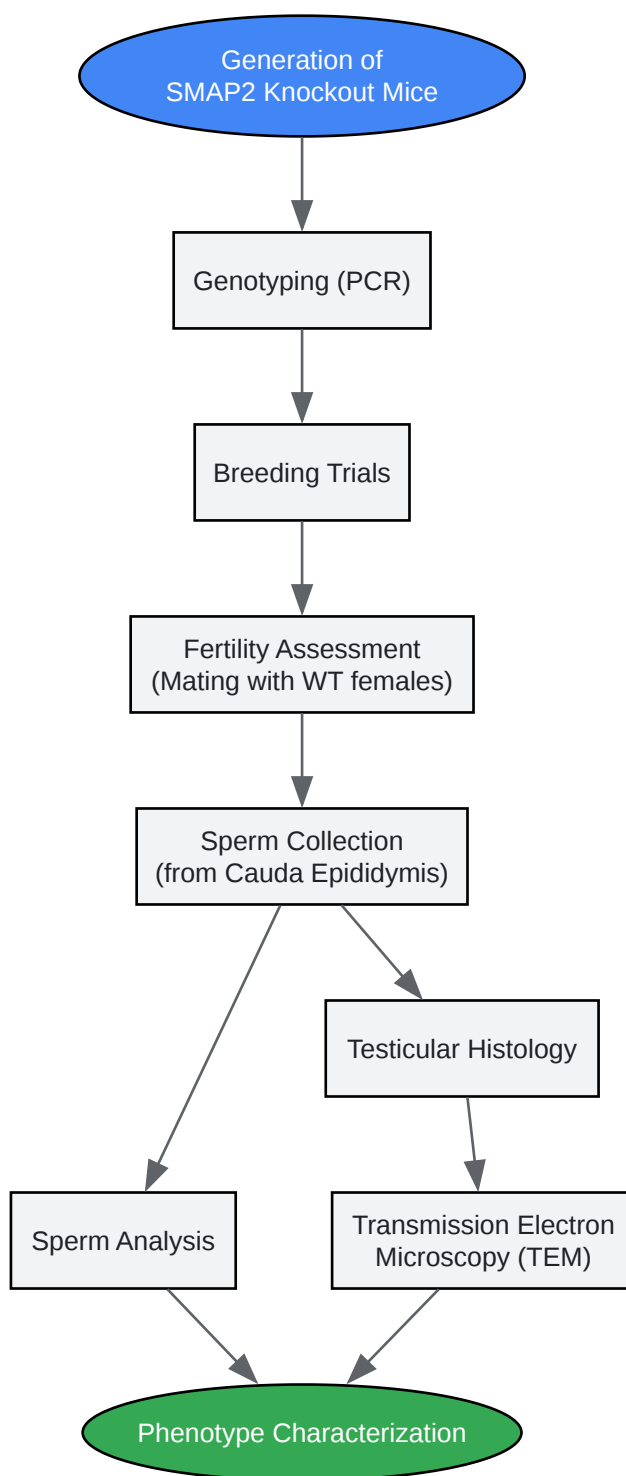 Generation of
SMAP2 Knockout Mice
Genotyping (PCR)
Breeding Trials
Fertility Assessment
(Mating with WT females)
Sperm Collection
(from Cauda Epididymis)
Testicular Histology
Sperm Analysis
Transmission Electron
Microscopy (TEM)
Phenotype Characterization